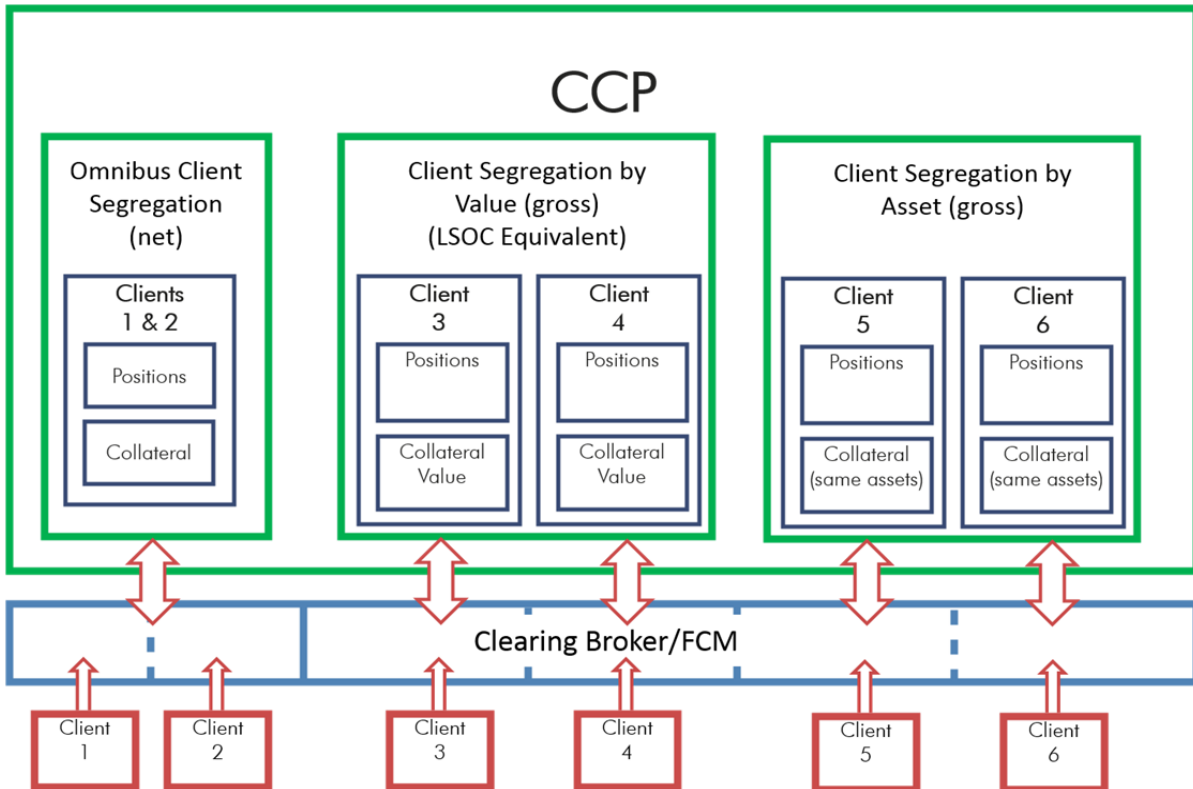 CCP
Omnibus Client
Segregation
(net)
Clients
1 & 2
Positions
Collateral
Client Segregation by
Value (gross)
(LSOC Equivalent)
Client
3
Positions
Collateral
Value
Client
4
Positions
Collateral
Value
Client Segregation by
Asset (gross)
Client
5
Positions
Collateral
(same assets)
Client
6
Positions
Collateral
(same assets)
Clearing Broker/FCM
Client
1
Client
2
Client
3
Client
4
Client
5
Client
6